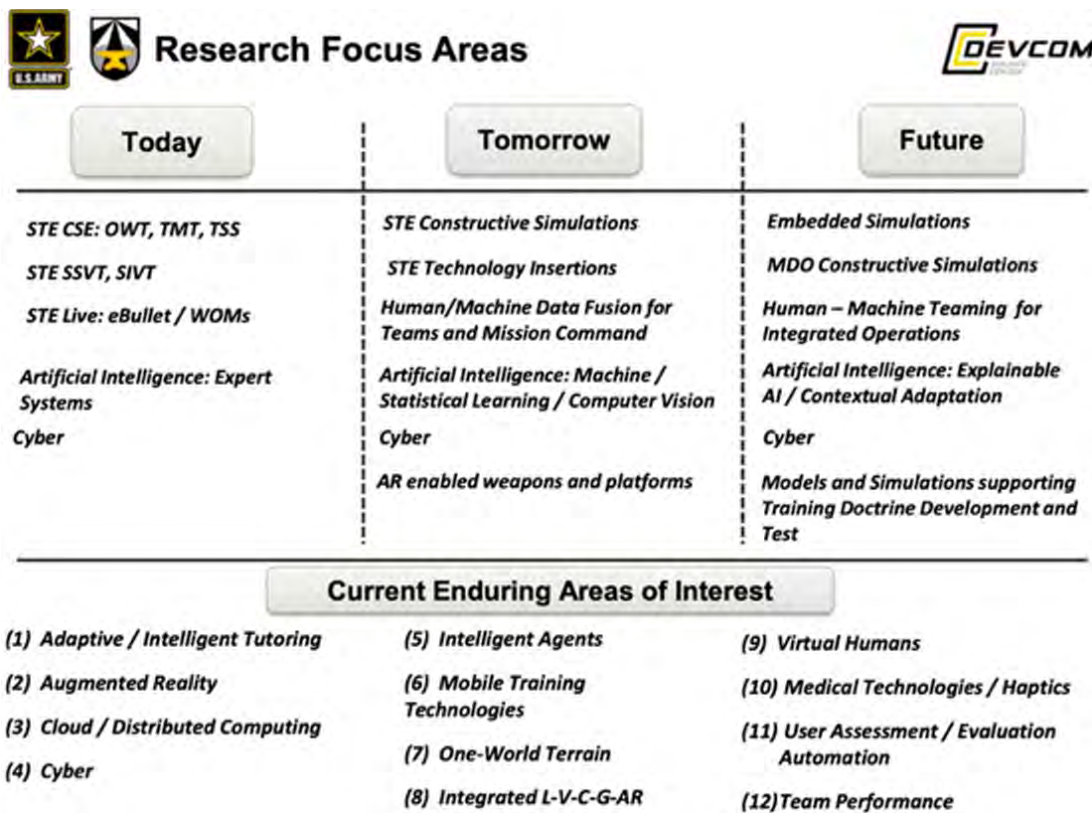 U.S.ARMY
Research Focus Areas
DEVCOM
Today
Tomorrow
Future
STE CSE: OWT, TMT, TSS
STE SSVT, SIVT
STE Live: eBullet / WOMs
Artificial Intelligence: Expert
Systems
Cyber
STE Constructive Simulations
STE Technology Insertions
Human/Machine Data Fusion for
Teams and Mission Command
Artificial Intelligence: Machine /
Statistical Learning / Computer Vision
Cyber
AR enabled weapons and platforms
Embedded Simulations
MDO Constructive Simulations
Human – Machine Teaming for
Integrated Operations
Artificial Intelligence: Explainable
AI / Contextual Adaptation
Cyber
Models and Simulations supporting
Training Doctrine Development and
Test
Current Enduring Areas of Interest
(1) Adaptive / Intelligent Tutoring
(2) Augmented Reality
(3) Cloud / Distributed Computing
(4) Cyber
(5) Intelligent Agents
(6) Mobile Training
Technologies
(7) One-World Terrain
(8) Integrated L-V-C-G-AR
(9) Virtual Humans
(10) Medical Technologies / Haptics
(11) User Assessment / Evaluation
Automation
(12)Team Performance